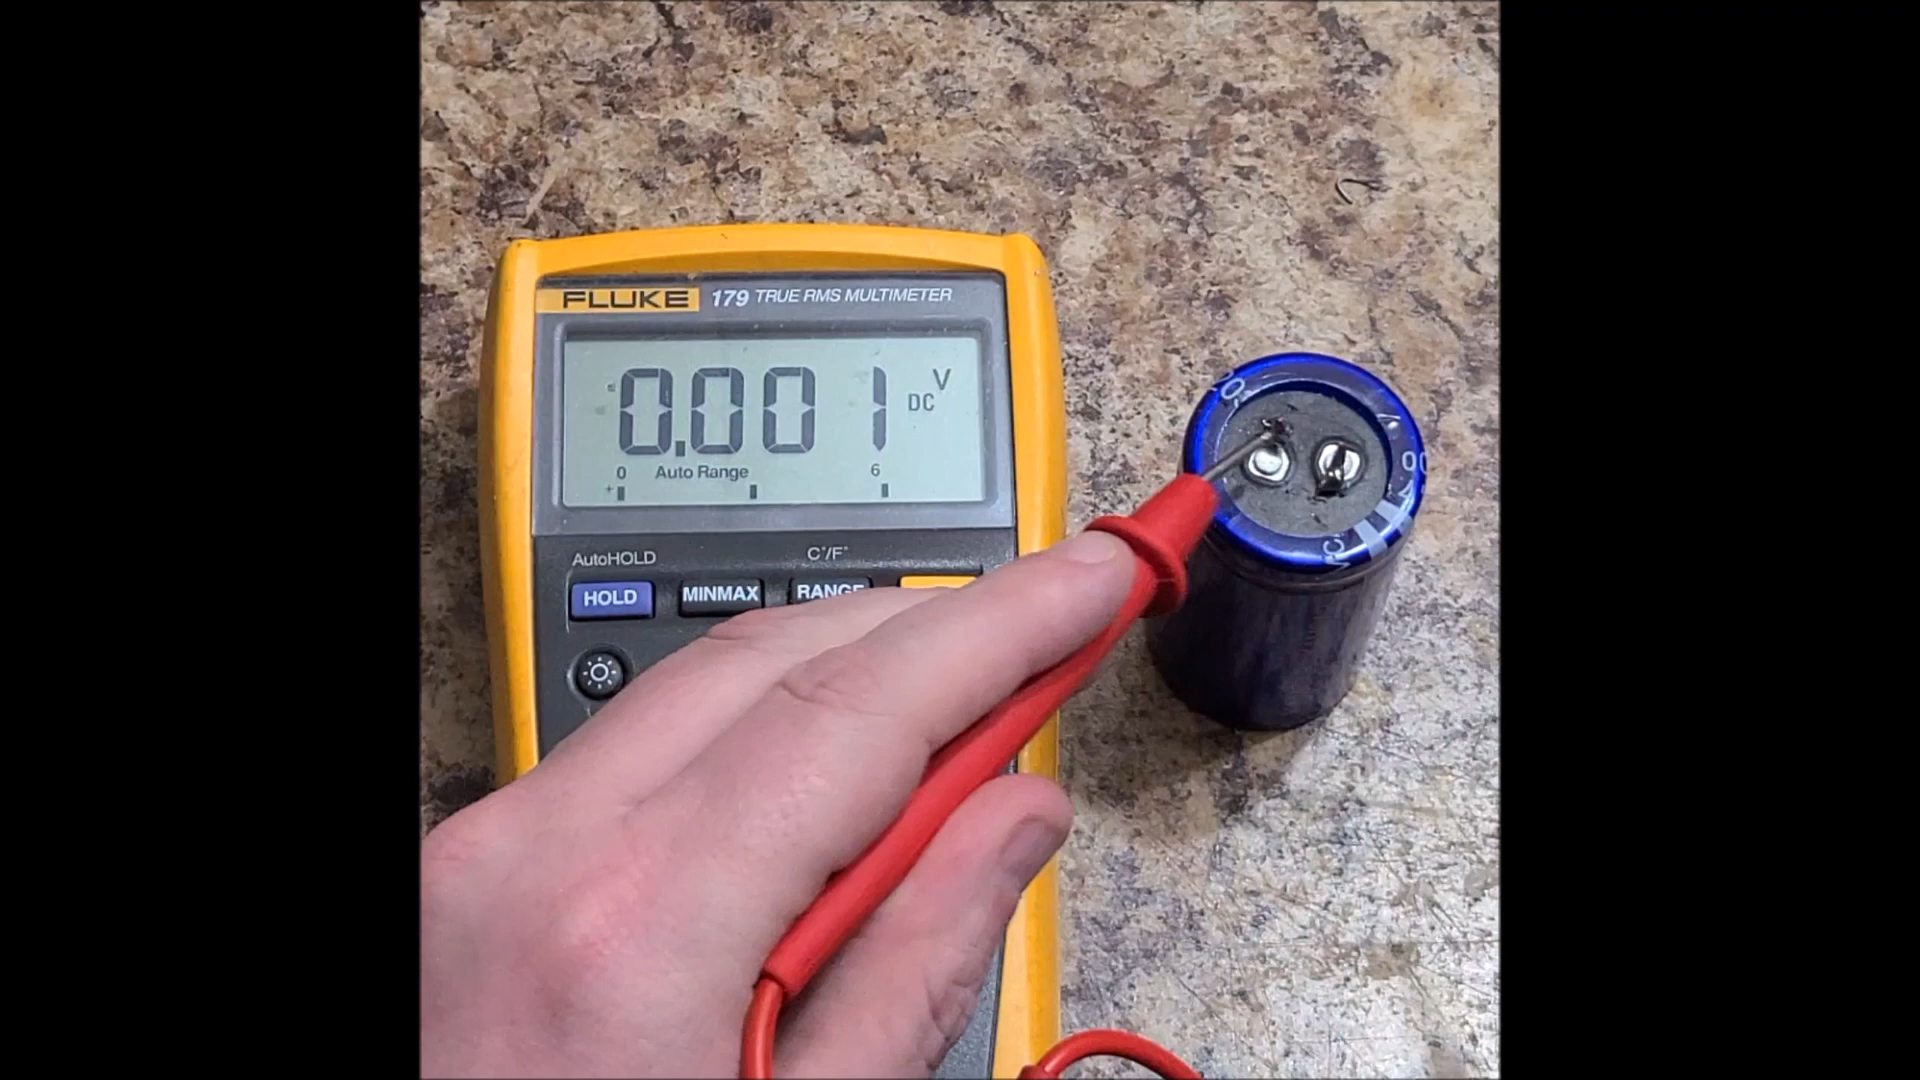 FLUKE 179 TRUE RMS MULTIMETER
0.001 V
DC
0 Auto Range 6
+
AutoHOLD C°/F°
HOLD MINMAX RANGE